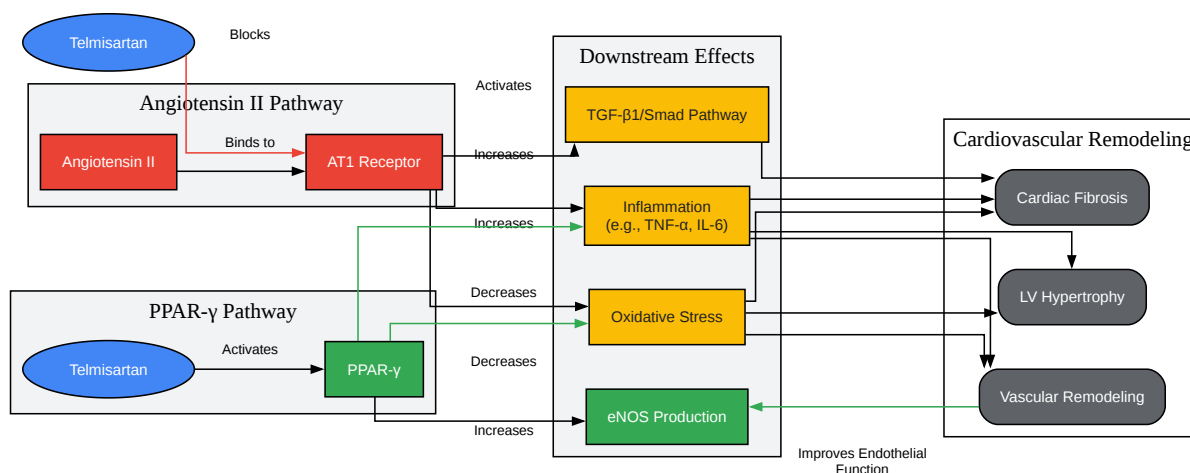 Telmisartan
Blocks
Angiotensin II Pathway
Angiotensin II
Binds to
AT1 Receptor
Activates
Increases
Increases
Downstream Effects
TGF-β1/Smad Pathway
Inflammation
(e.g., TNF-α, IL-6)
Oxidative Stress
eNOS Production
Cardiovascular Remodeling
Cardiac Fibrosis
LV Hypertrophy
Vascular Remodeling
PPAR-γ Pathway
Telmisartan
Activates
PPAR-γ
Decreases
Decreases
Increases
Improves Endothelial
Function